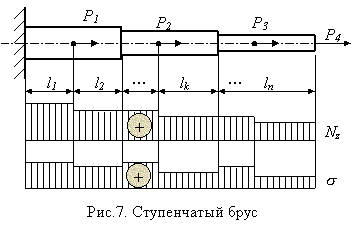 P1 P2 P3 P4
l1 l2 ... lk ... ln
+ Nz
+ σ
Рис.7. Ступенчатый брус